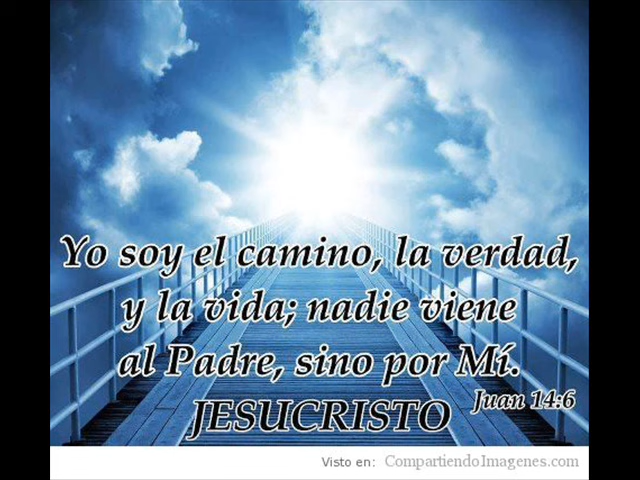 Yo soy el camino, la verdad,
y la vida; nadie viene
al Padre, sino por Mí.
Juan 14:6
JESUCRISTO
Visto en: CompartiendoImagenes.com